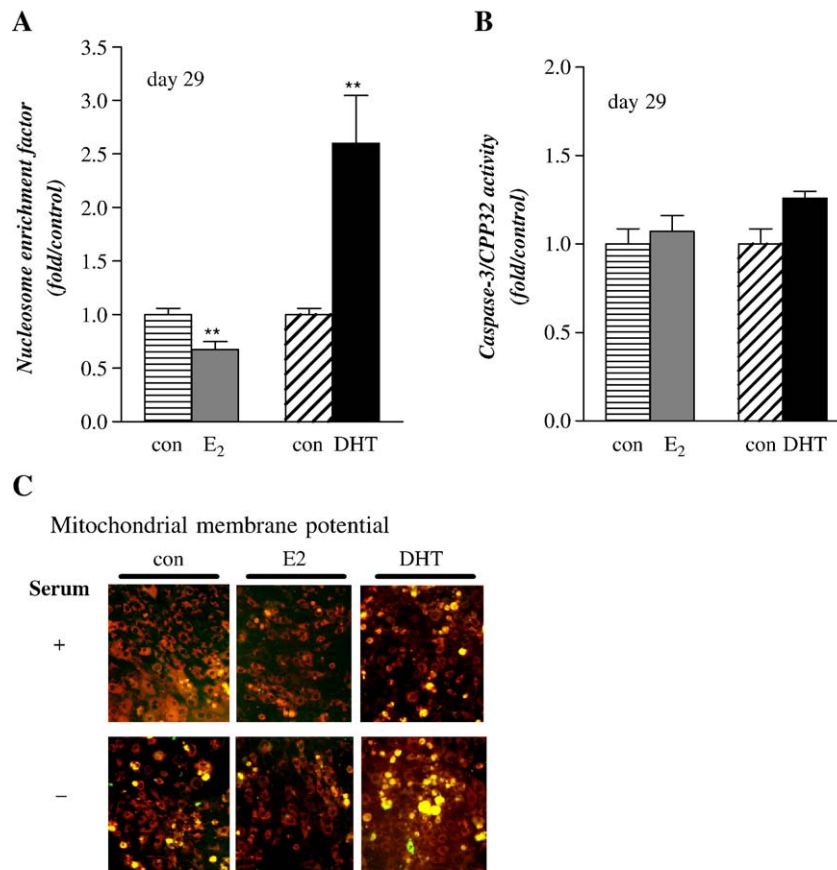 A
Nucleosome enrichment factor
(fold/control)
3.5
3.0
2.5
2.0
1.5
1.0
0.5
0.0
day 29
**
**
con E₂ con DHT
B
Caspase-3/CPP32 activity
(fold/control)
2.0
1.5
1.0
0.5
0.0
day 29
con E₂ con DHT
C
Mitochondrial membrane potential
con E2 DHT
Serum
+
−